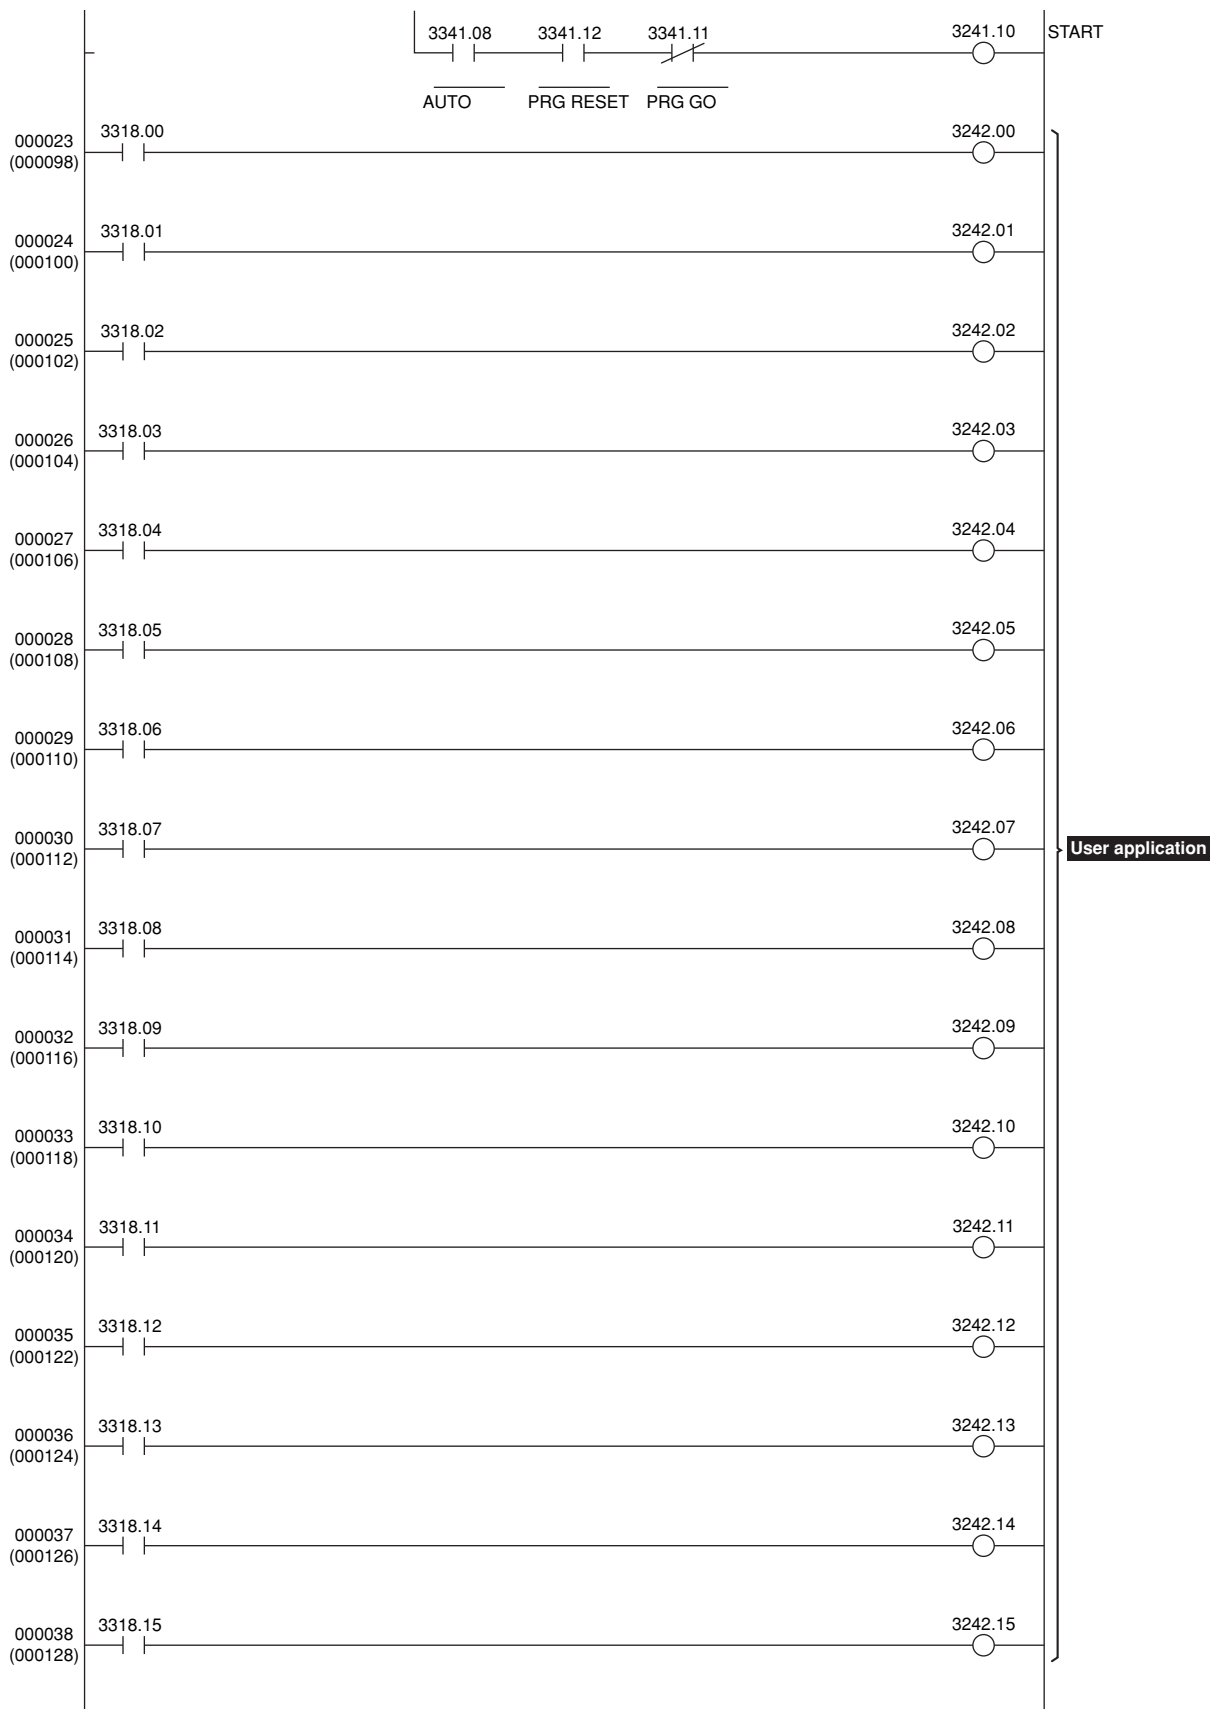 3341.08 3341.12 3341.11 3241.10 START
AUTO PRG RESET PRG GO
000023 3318.00 3242.00
(000098)
000024 3318.01 3242.01
(000100)
000025 3318.02 3242.02
(000102)
000026 3318.03 3242.03
(000104)
000027 3318.04 3242.04
(000106)
000028 3318.05 3242.05
(000108)
000029 3318.06 3242.06
(000110)
000030 3318.07 3242.07
(000112)
User application
000031 3318.08 3242.08
(000114)
000032 3318.09 3242.09
(000116)
000033 3318.10 3242.10
(000118)
000034 3318.11 3242.11
(000120)
000035 3318.12 3242.12
(000122)
000036 3318.13 3242.13
(000124)
000037 3318.14 3242.14
(000126)
000038 3318.15 3242.15
(000128)